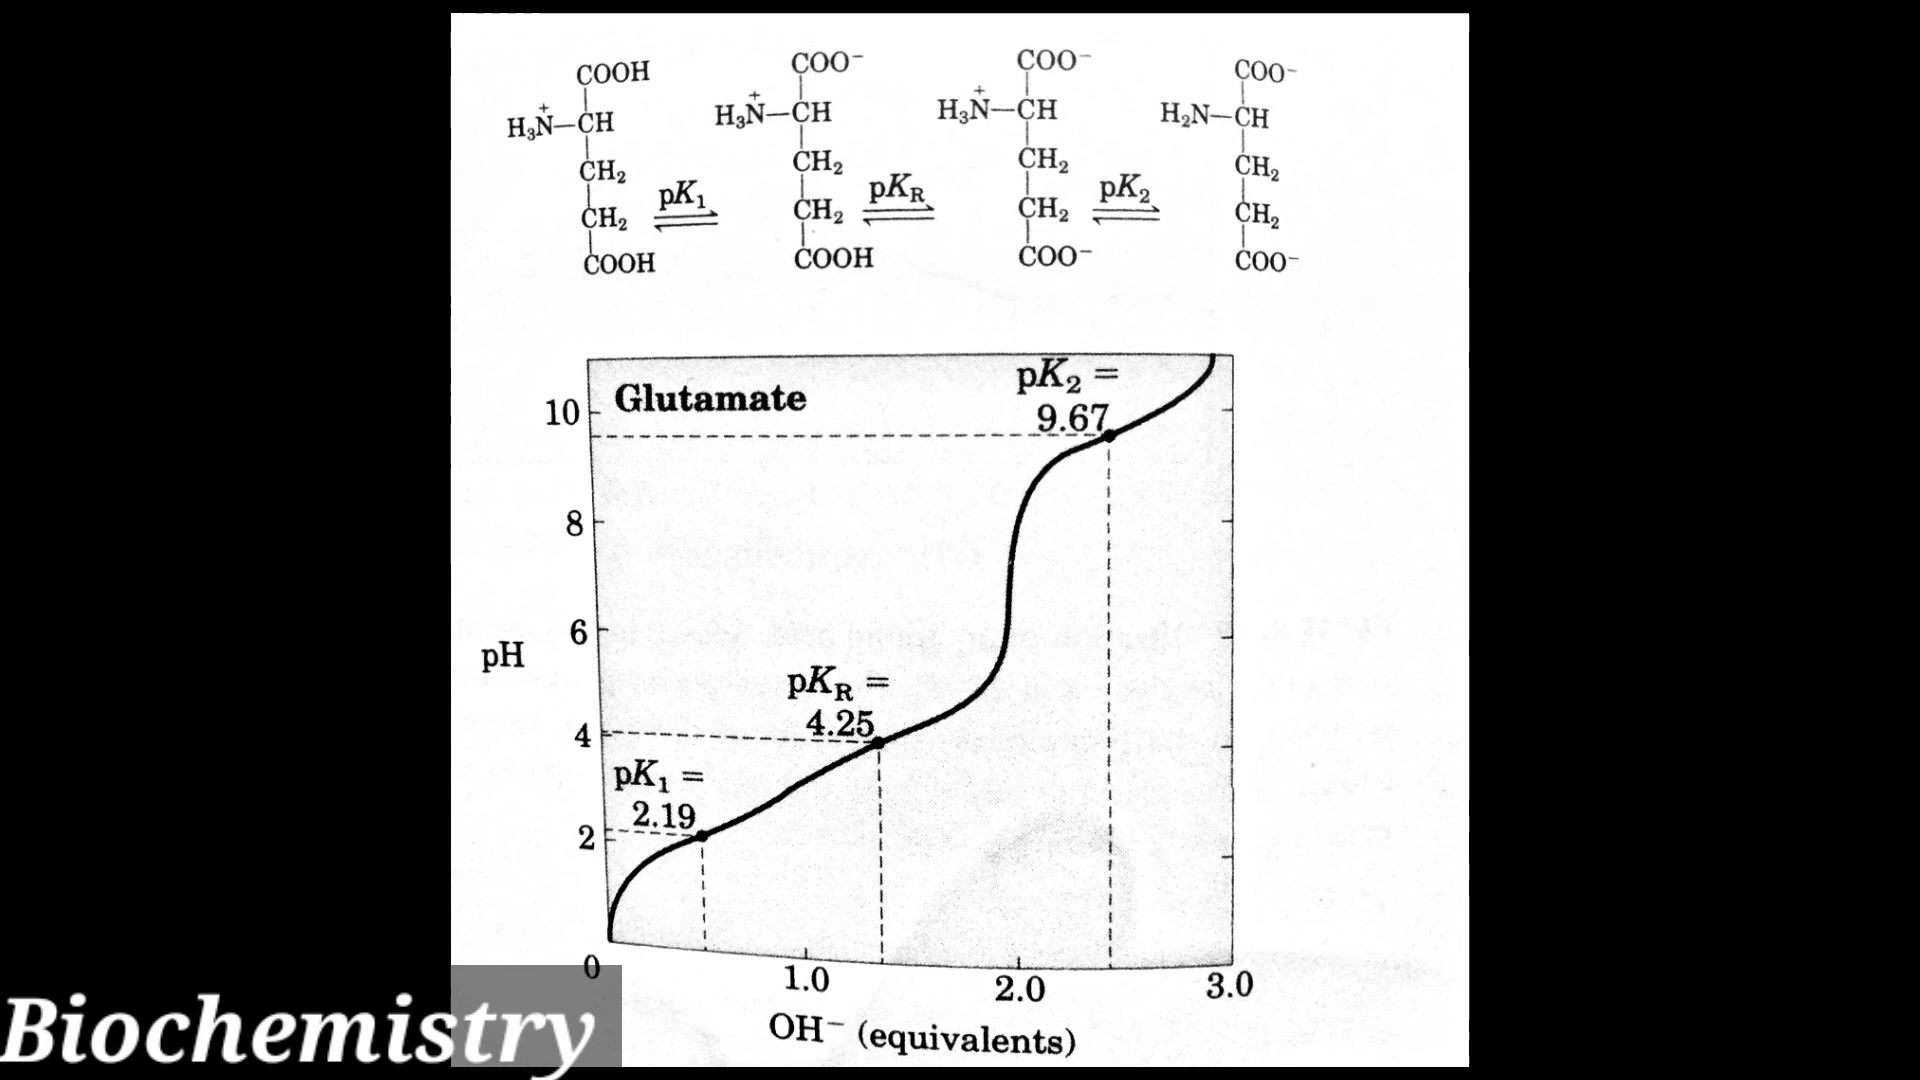 COOH
H₃N⁺—CH
CH₂
CH₂
COOH
pK₁
COO⁻
H₃N⁺—CH
CH₂
CH₂
COOH
pK_R
COO⁻
H₃N⁺—CH
CH₂
CH₂
COO⁻
pK₂
COO⁻
H₂N—CH
CH₂
CH₂
COO⁻
Glutamate
pK₂ =
9.67
pK_R =
4.25
pK₁ =
2.19
10
8
6
pH
4
2
0
1.0
2.0
3.0
OH⁻ (equivalents)
Biochemistry